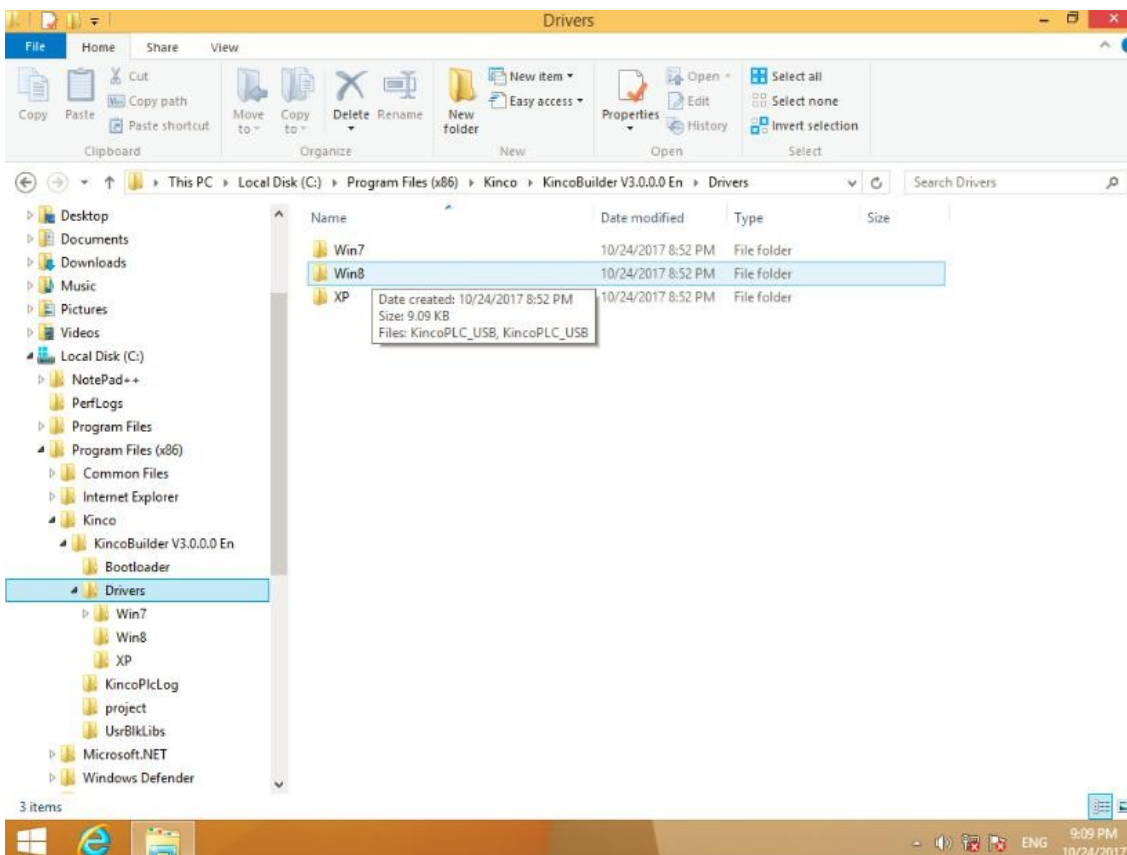 Drivers
File Home Share View
Copy
Paste
Cut
Copy path
Paste shortcut
Clipboard
Move to
Copy to
Delete
Rename
Organize
New folder
New item
Easy access
New
Properties
Open
Edit
History
Open
Select all
Select none
Invert selection
Select
This PC Local Disk (C:) Program Files (x86) Kinco KincoBuilder V3.0.0.0 En Drivers
Search Drivers
Desktop
Documents
Downloads
Music
Pictures
Videos
Local Disk (C:)
NotePad++
PerfLogs
Program Files
Program Files (x86)
Common Files
Internet Explorer
Kinco
KincoBuilder V3.0.0.0 En
Bootloader
Drivers
Win7
Win8
XP
KincoPlcLog
project
UsrBlkLibs
Microsoft.NET
Windows Defender
Name Date modified Type Size
Win7 10/24/2017 8:52 PM File folder
Win8 10/24/2017 8:52 PM File folder
XP 10/24/2017 8:52 PM File folder
Date created: 10/24/2017 8:52 PM
Size: 9.09 KB
Files: KincoPLC_USB, KincoPLC_USB
3 items
ENG
9:09 PM
10/24/2017